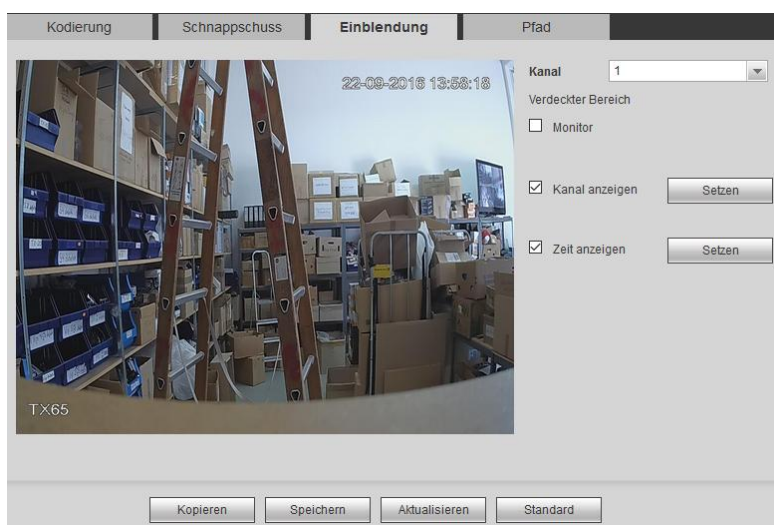 Kodierung
Schnappschuss
Einblendung
Pfad
22-09-2016 13:58:18
TX65
Kanal
1
Verdeckter Bereich
Monitor
Kanal anzeigen
Setzen
Zeit anzeigen
Setzen
Kopieren
Speichern
Aktualisieren
Standard